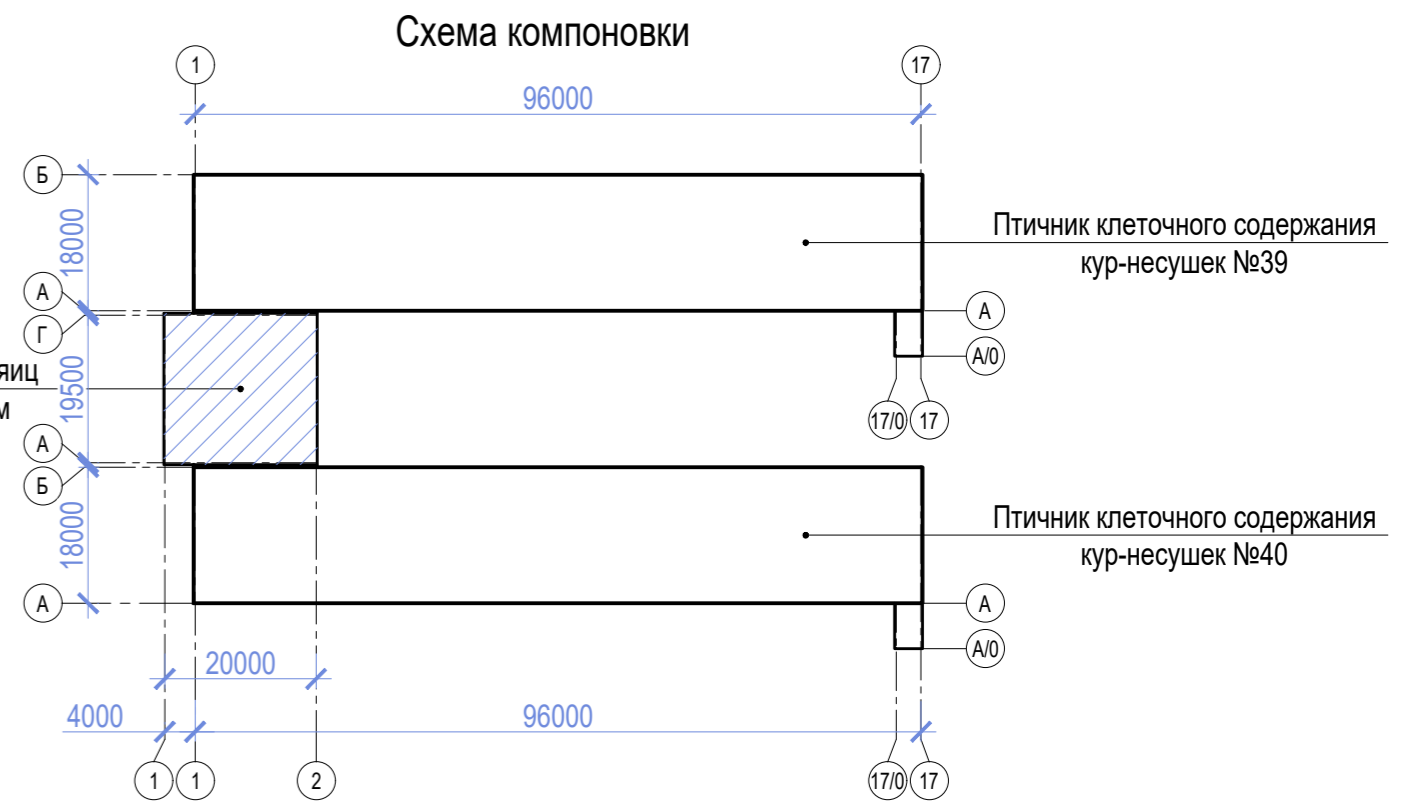 Схема компоновки
1
17
96000
Б
18000
Птичник клеточного содержания
кур-несушек №39
А
А
Г
А/0
яиц
19500
м
17/0
17
А
Б
Птичник клеточного содержания
кур-несушек №40
18000
А
А
А/0
20000
4000
96000
1
1
2
17/0
17